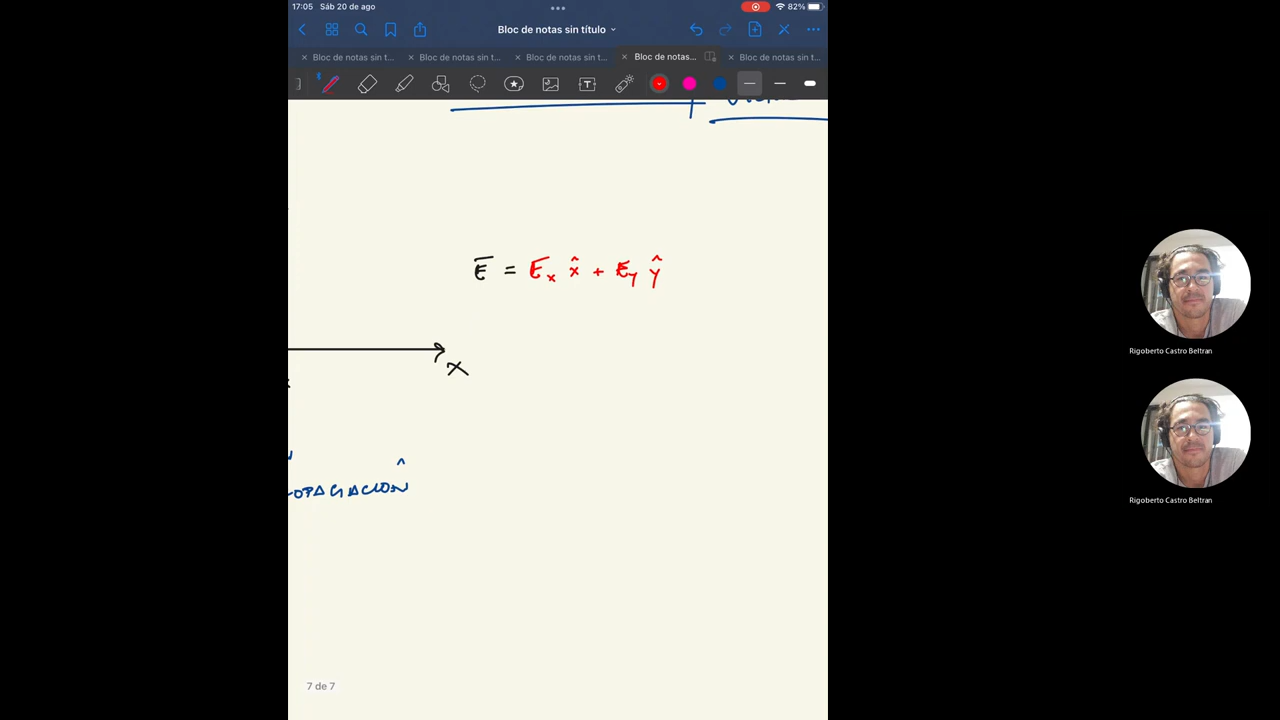 17:05 Sáb 20 de ago 82%
Bloc de notas sin título
Bloc de notas sin t... Bloc de notas sin t... Bloc de notas sin t... Bloc de notas... Bloc de notas sin t...
E̅ = E̅x x̂ + Ey ŷ
x
OPAGACIÓN
7 de 7
Rigoberto Castro Beltran
Rigoberto Castro Beltran